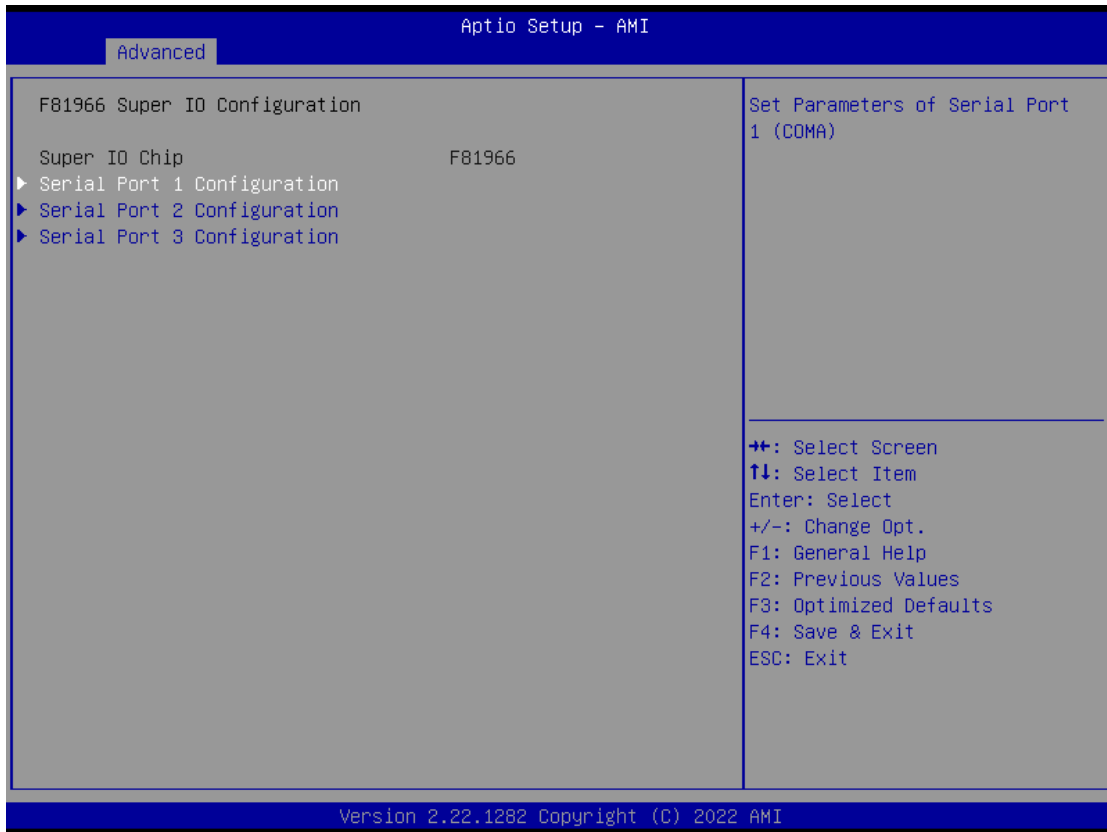 Aptio Setup – AMI
Advanced
F81966 Super IO Configuration
Super IO Chip F81966
Serial Port 1 Configuration
Serial Port 2 Configuration
Serial Port 3 Configuration
Set Parameters of Serial Port
1 (COMA)
→←: Select Screen
↑↓: Select Item
Enter: Select
+/-: Change Opt.
F1: General Help
F2: Previous Values
F3: Optimized Defaults
F4: Save & Exit
ESC: Exit
Version 2.22.1282 Copyright (C) 2022 AMI